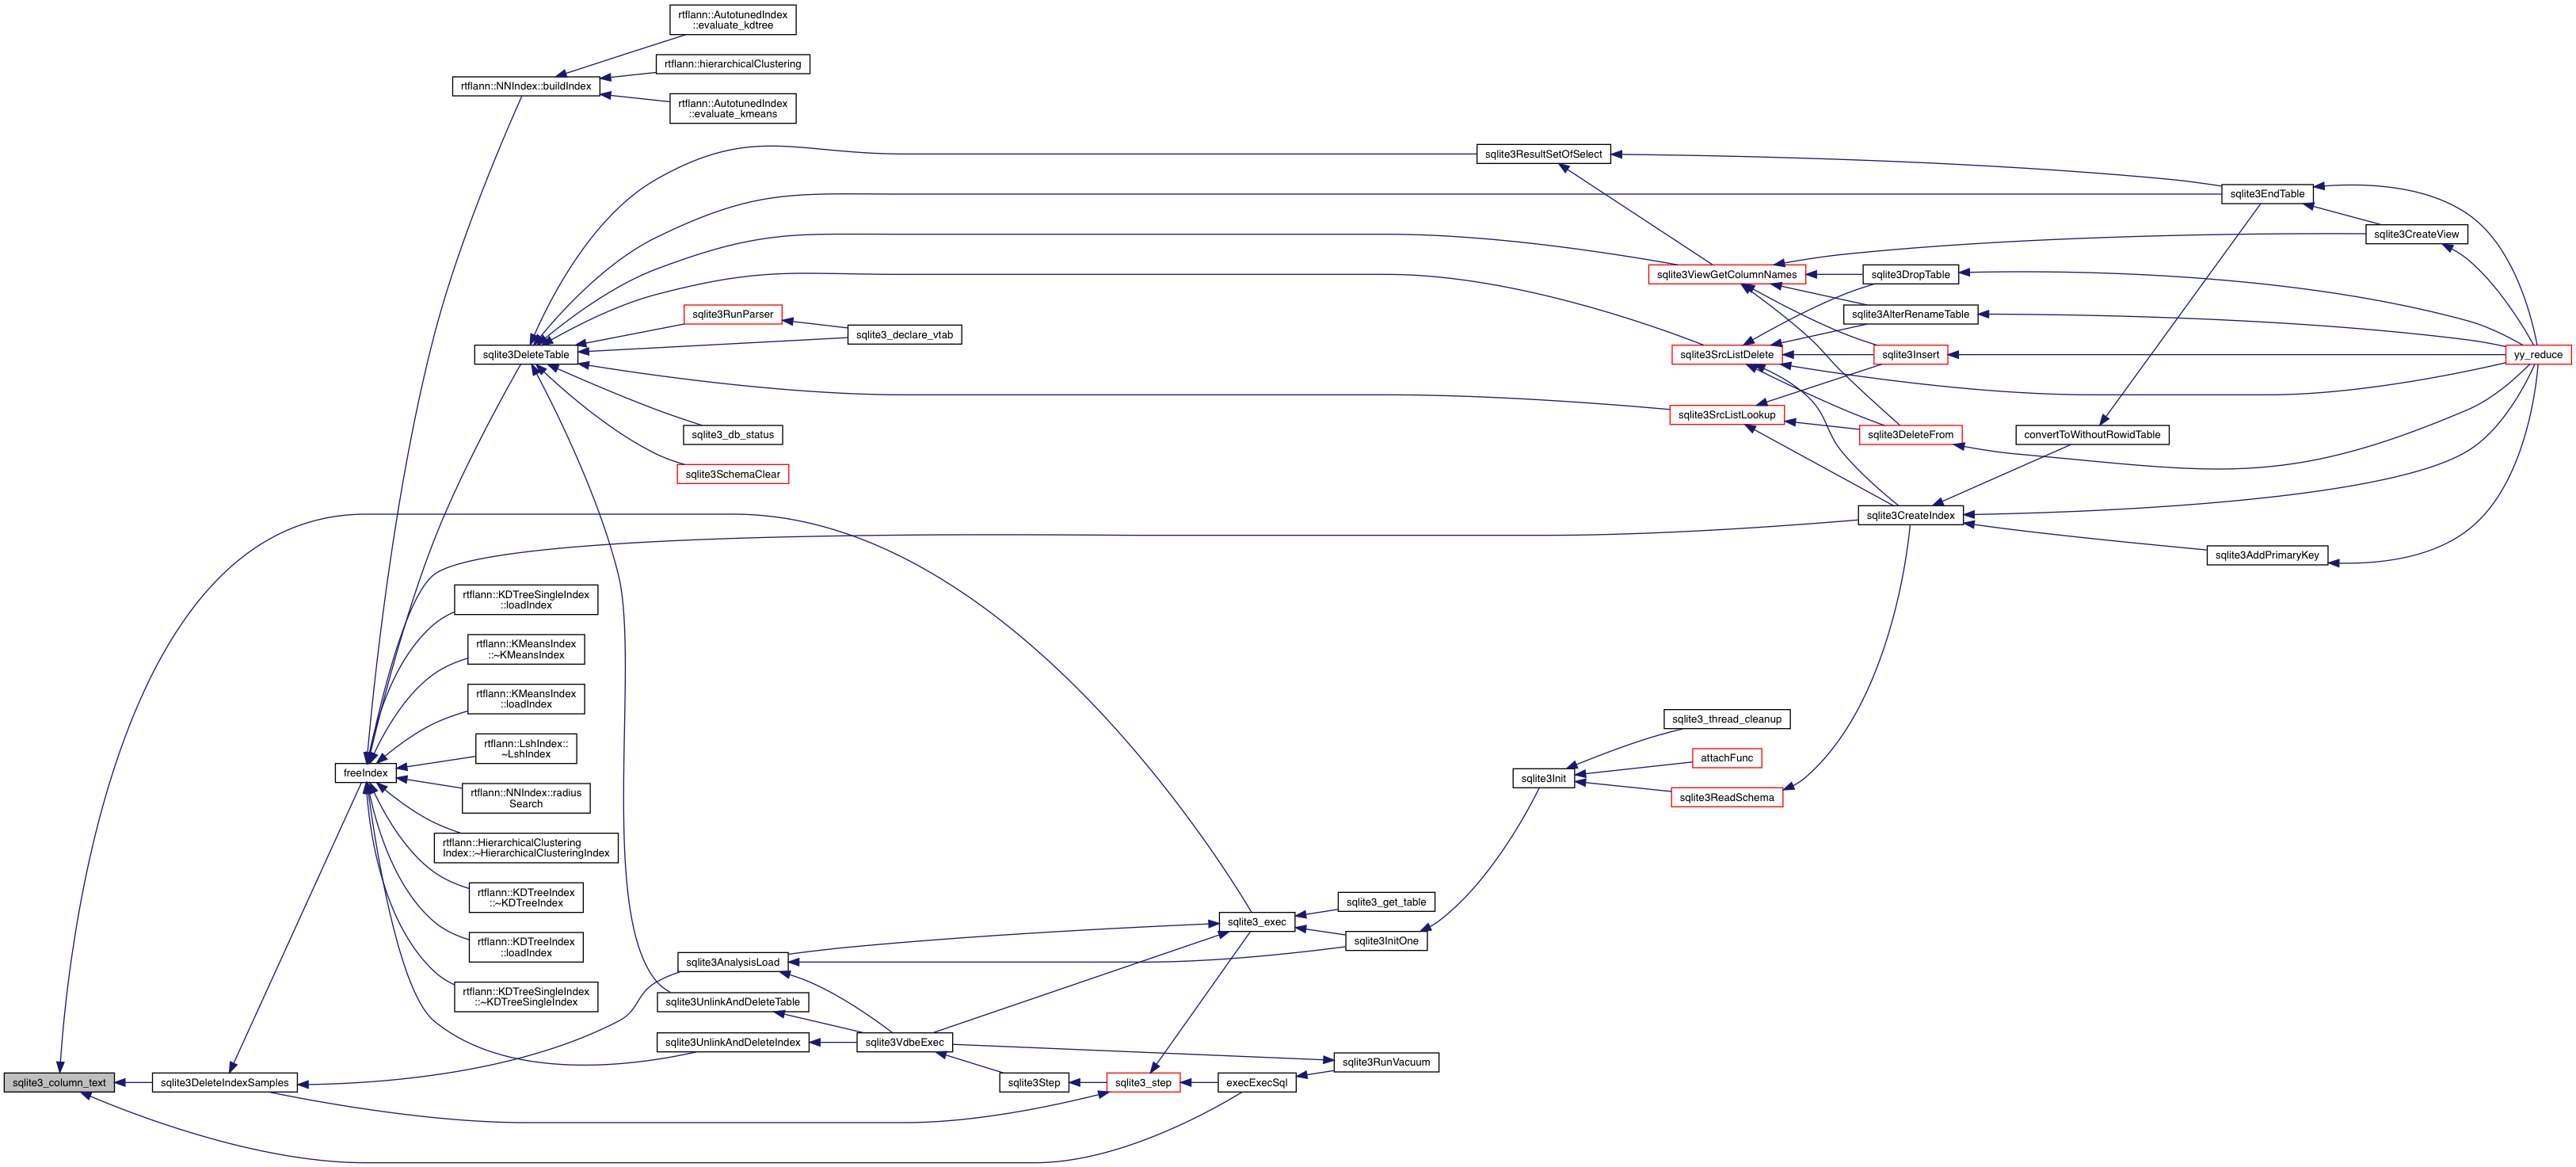 rtflann::AutotunedIndex
::evaluate_kdtree
rtflann::hierarchicalClustering
rtflann::NNIndex::buildIndex
rtflann::AutotunedIndex
::evaluate_kmeans
sqlite3ResultSetOfSelect
sqlite3EndTable
sqlite3CreateView
sqlite3ViewGetColumnNames
sqlite3DropTable
sqlite3RunParser
sqlite3AlterRenameTable
sqlite3_declare_vtab
sqlite3DeleteTable
sqlite3SrcListDelete
sqlite3Insert
yy_reduce
sqlite3SrcListLookup
sqlite3_db_status
sqlite3DeleteFrom
convertToWithoutRowidTable
sqlite3SchemaClear
sqlite3CreateIndex
sqlite3AddPrimaryKey
rtflann::KDTreeSingleIndex
::loadIndex
rtflann::KMeansIndex
::~KMeansIndex
rtflann::KMeansIndex
::loadIndex
sqlite3_thread_cleanup
rtflann::LshIndex::
~LshIndex
attachFunc
freeIndex
sqlite3Init
rtflann::NNIndex::radius
Search
sqlite3ReadSchema
rtflann::HierarchicalClustering
Index::~HierarchicalClusteringIndex
rtflann::KDTreeIndex
::~KDTreeIndex
sqlite3_get_table
sqlite3_exec
rtflann::KDTreeIndex
::loadIndex
sqlite3InitOne
sqlite3AnalysisLoad
rtflann::KDTreeSingleIndex
::~KDTreeSingleIndex
sqlite3UnlinkAndDeleteTable
sqlite3UnlinkAndDeleteIndex
sqlite3VdbeExec
sqlite3RunVacuum
sqlite3_column_text
sqlite3DeleteIndexSamples
sqlite3Step
sqlite3_step
execExecSql